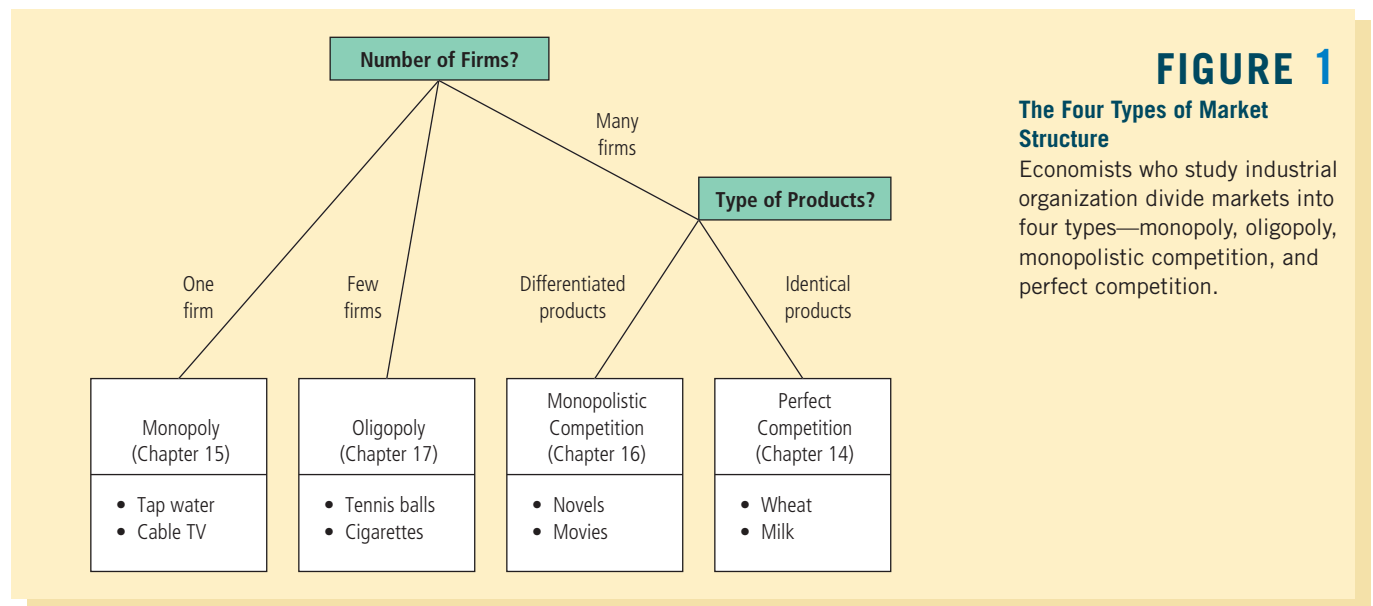 Number of Firms?
Many
firms
Type of Products?
One
firm
Few
firms
Differentiated
products
Identical
products
Monopoly
(Chapter 15)
• Tap water
• Cable TV
Oligopoly
(Chapter 17)
• Tennis balls
• Cigarettes
Monopolistic
Competition
(Chapter 16)
• Novels
• Movies
Perfect
Competition
(Chapter 14)
• Wheat
• Milk
FIGURE 1
The Four Types of Market
Structure
Economists who study industrial
organization divide markets into
four types—monopoly, oligopoly,
monopolistic competition, and
perfect competition.